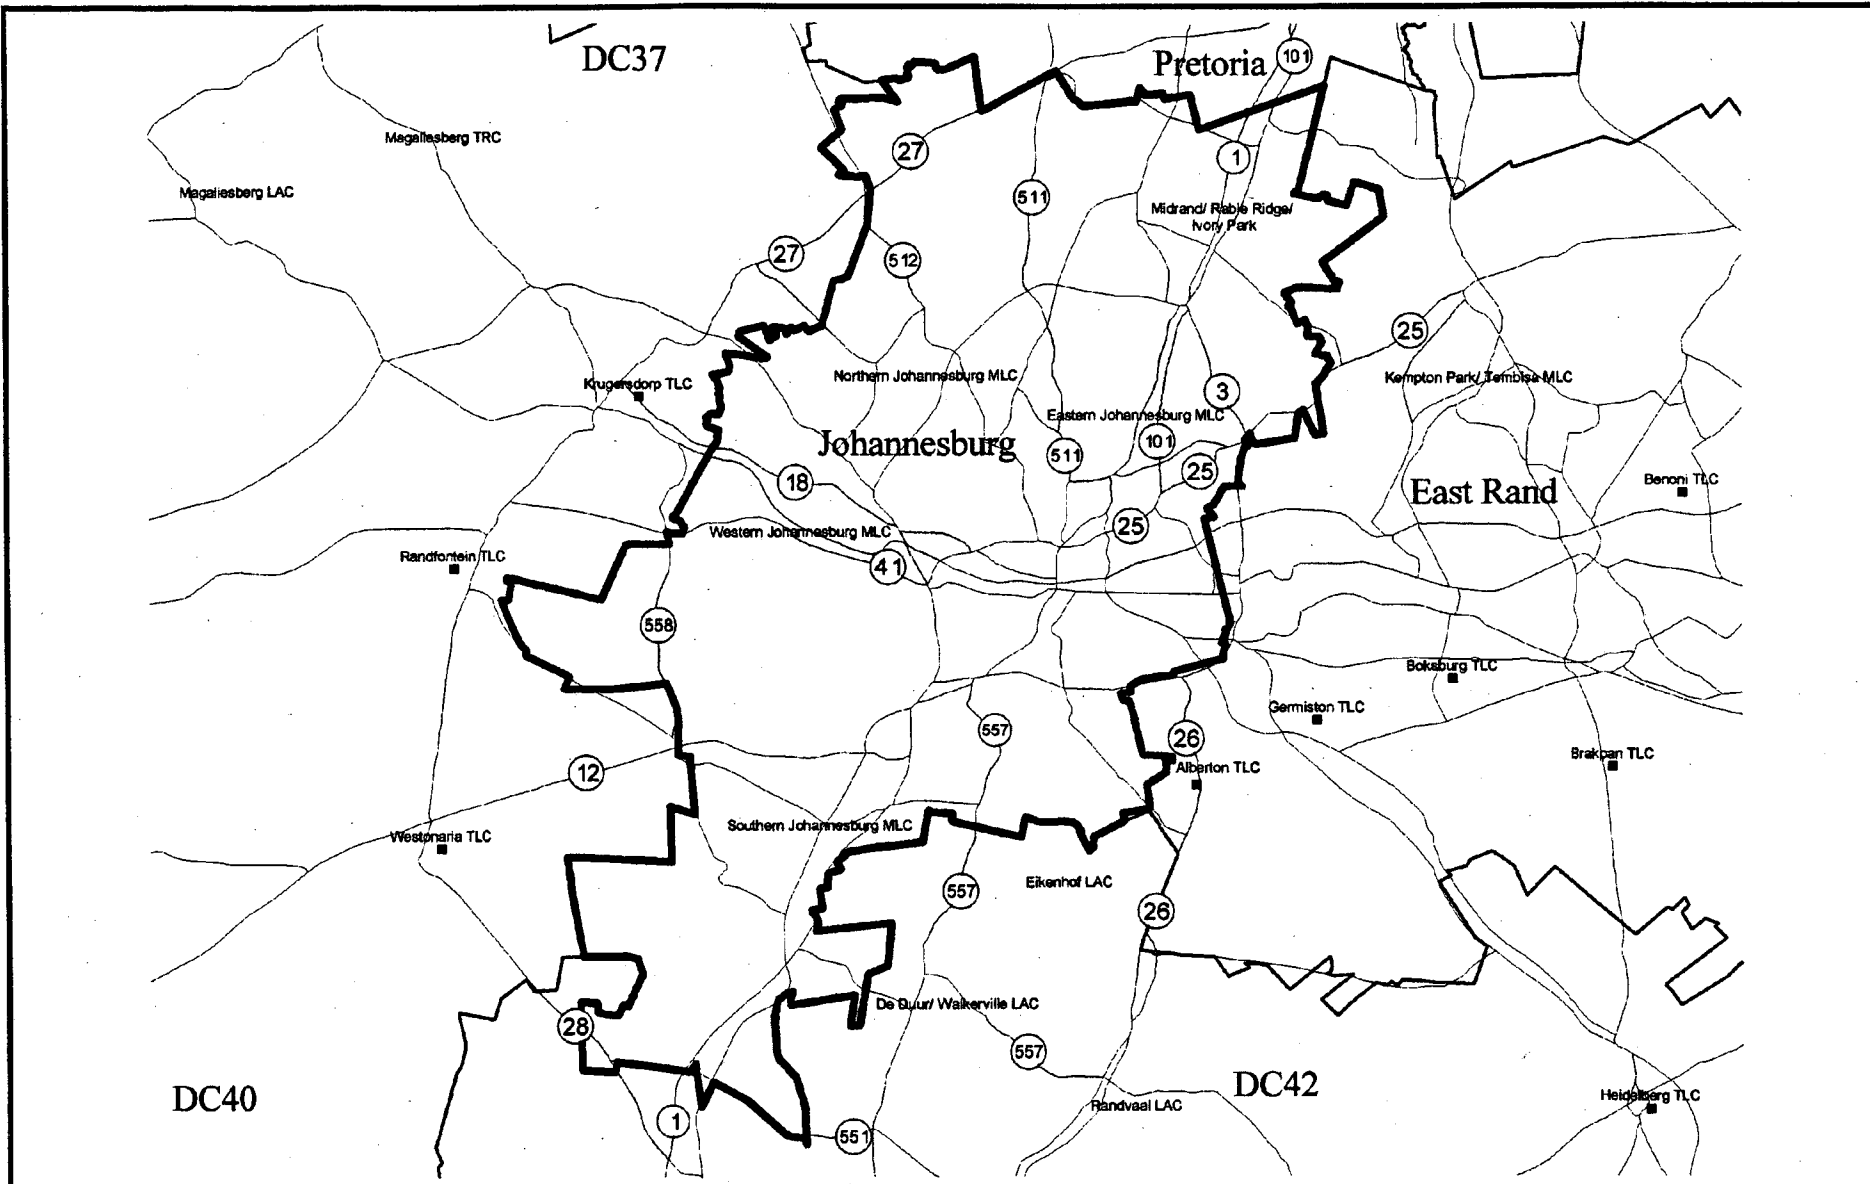 DC37
Pretoria
101
Magaliesberg TRC
27
1
Magaliesberg LAC
511
Midrand/ Rabie Ridge/
Ivory Park
27
512
25
Krugersdorp TLC
Northern Johannesburg MLC
3
Kempton Park/ Tembisa MLC
Eastern Johannesburg MLC
Johannesburg
101
511
18
25
East Rand
Benoni TLC
25
Western Johannesburg MLC
Randfontein TLC
41
558
Boksburg TLC
Germiston TLC
557
26
Brakpan TLC
Alberton TLC
12
Southern Johannesburg MLC
Westonaria TLC
Eikenhof LAC
557
26
De Duur/ Walkerville LAC
28
557
DC40
DC42
Randvaal LAC
Heidelberg TLC
1
551